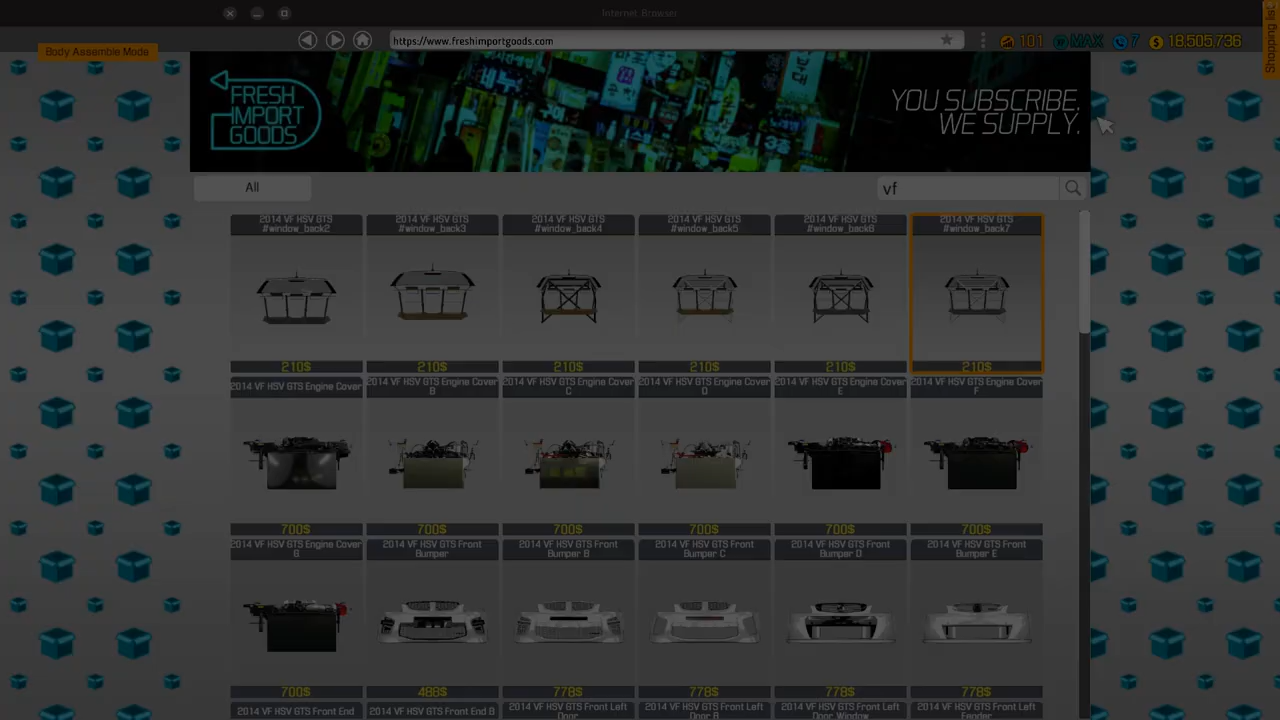 Internet Browser
Shopping list
Body Assemble Mode
https://www.freshimportgoods.com
101
MAX
7
18,505,736
FRESH
IMPORT
GOODS
YOU SUBSCRIBE,
WE SUPPLY.
All
vf
2014 VF HSV GTS
#window_back2
2014 VF HSV GTS
#window_back3
2014 VF HSV GTS
#window_back4
2014 VF HSV GTS
#window_back5
2014 VF HSV GTS
#window_back6
2014 VF HSV GTS
#window_back7
210$
210$
210$
210$
210$
210$
2014 VF HSV GTS Engine Cover
2014 VF HSV GTS Engine Cover
B
2014 VF HSV GTS Engine Cover
C
2014 VF HSV GTS Engine Cover
D
2014 VF HSV GTS Engine Cover
E
2014 VF HSV GTS Engine Cover
F
700$
700$
700$
700$
700$
700$
2014 VF HSV GTS Engine Cover
2014 VF HSV GTS Front
Bumper
2014 VF HSV GTS Front
Bumper B
2014 VF HSV GTS Front
Bumper C
2014 VF HSV GTS Front
Bumper D
2014 VF HSV GTS Front
Bumper E
700$
488$
778$
778$
778$
778$
2014 VF HSV GTS Front End
2014 VF HSV GTS Front End B
2014 VF HSV GTS Front Left
Door
2014 VF HSV GTS Front Left
Door B
2014 VF HSV GTS Front Left
Door Window
2014 VF HSV GTS Front Left
Fender